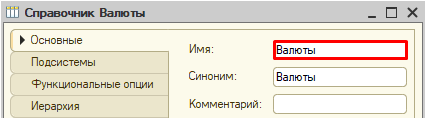 Справочник Валюты
Основные
Подсистемы
Функциональные опции
Иерархия
Имя: Валюты
Синоним: Валюты
Комментарий: